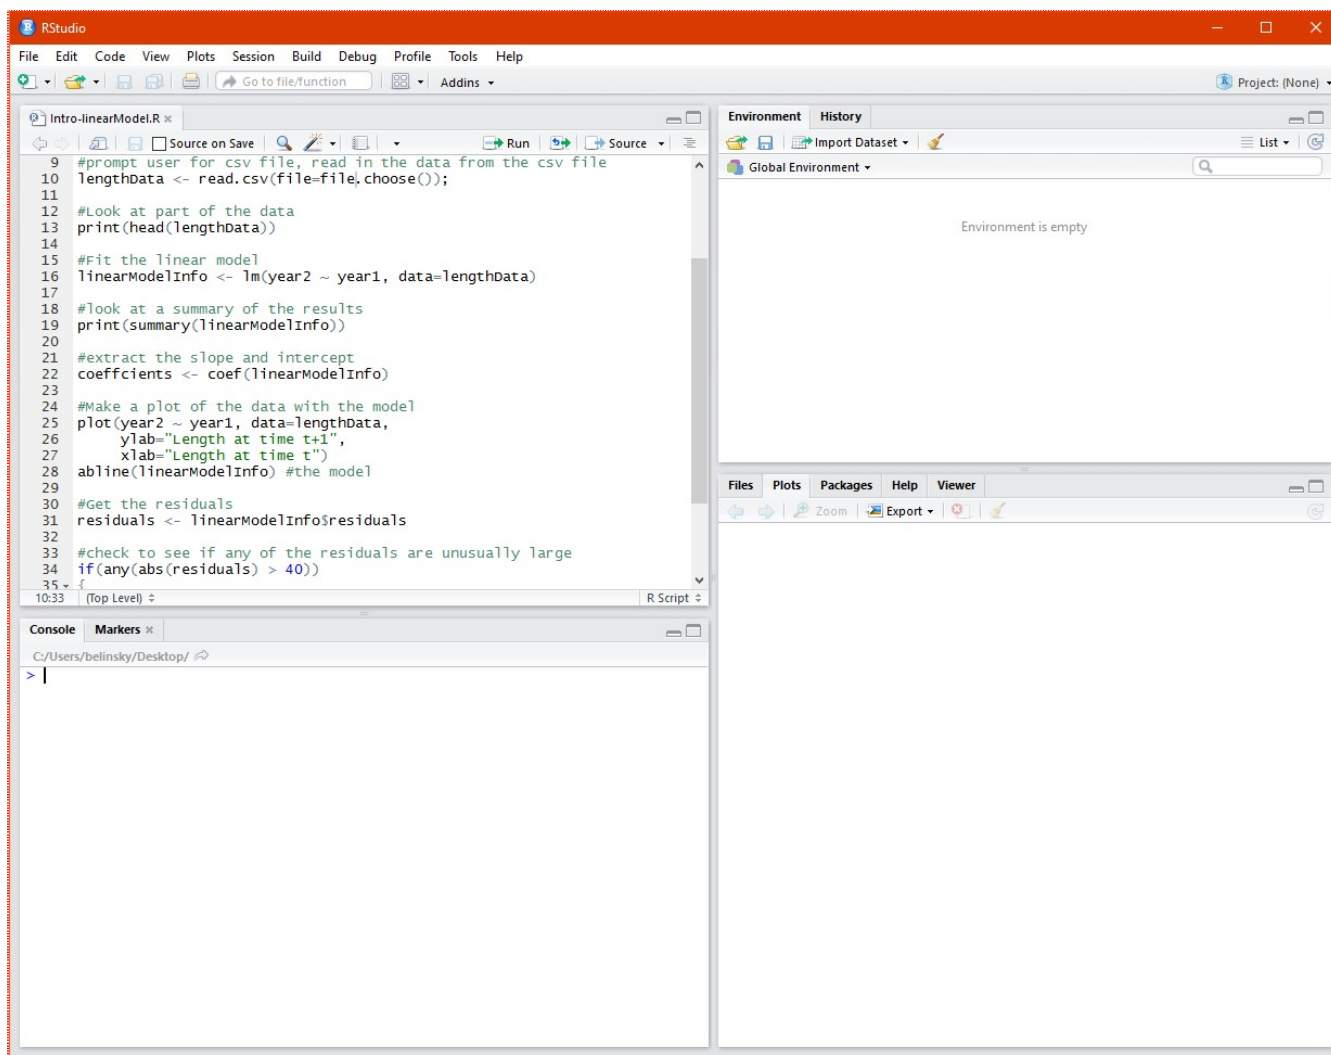 RStudio
File Edit Code View Plots Session Build Debug Profile Tools Help
Go to file/function Addins Project: (None)
Intro-linearModel.R
Source on Save Run Source
9 #prompt user for csv file, read in the data from the csv file
10 lengthData <- read.csv(file=file.choose());
11
12 #Look at part of the data
13 print(head(lengthData))
14
15 #Fit the linear model
16 linearModelInfo <- lm(year2 ~ year1, data=lengthData)
17
18 #look at a summary of the results
19 print(summary(linearModelInfo))
20
21 #extract the slope and intercept
22 coeffcients <- coef(linearModelInfo)
23
24 #Make a plot of the data with the model
25 plot(year2 ~ year1, data=lengthData,
26 ylab="Length at time t+1",
27 xlab="Length at time t")
28 abline(linearModelInfo) #the model
29
30 #Get the residuals
31 residuals <- linearModelInfo$residuals
32
33 #check to see if any of the residuals are unusually large
34 if(any(abs(residuals) > 40))
35 {
10:33 (Top Level) R Script
Console Markers
C:/Users/belinsky/Desktop/
>
Environment History
Import Dataset List
Global Environment
Environment is empty
Files Plots Packages Help Viewer
Zoom Export